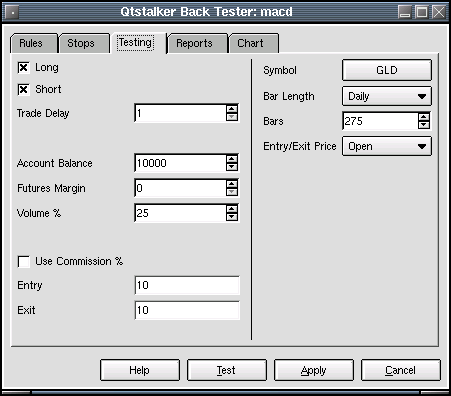 Qtstalker Back Tester: macd
Rules Stops Testing Reports Chart
Long
Short
Trade Delay 1
Account Balance 10000
Futures Margin 0
Volume % 25
Use Commission %
Entry 10
Exit 10
Symbol GLD
Bar Length Daily
Bars 275
Entry/Exit Price Open
Help Test Apply Cancel